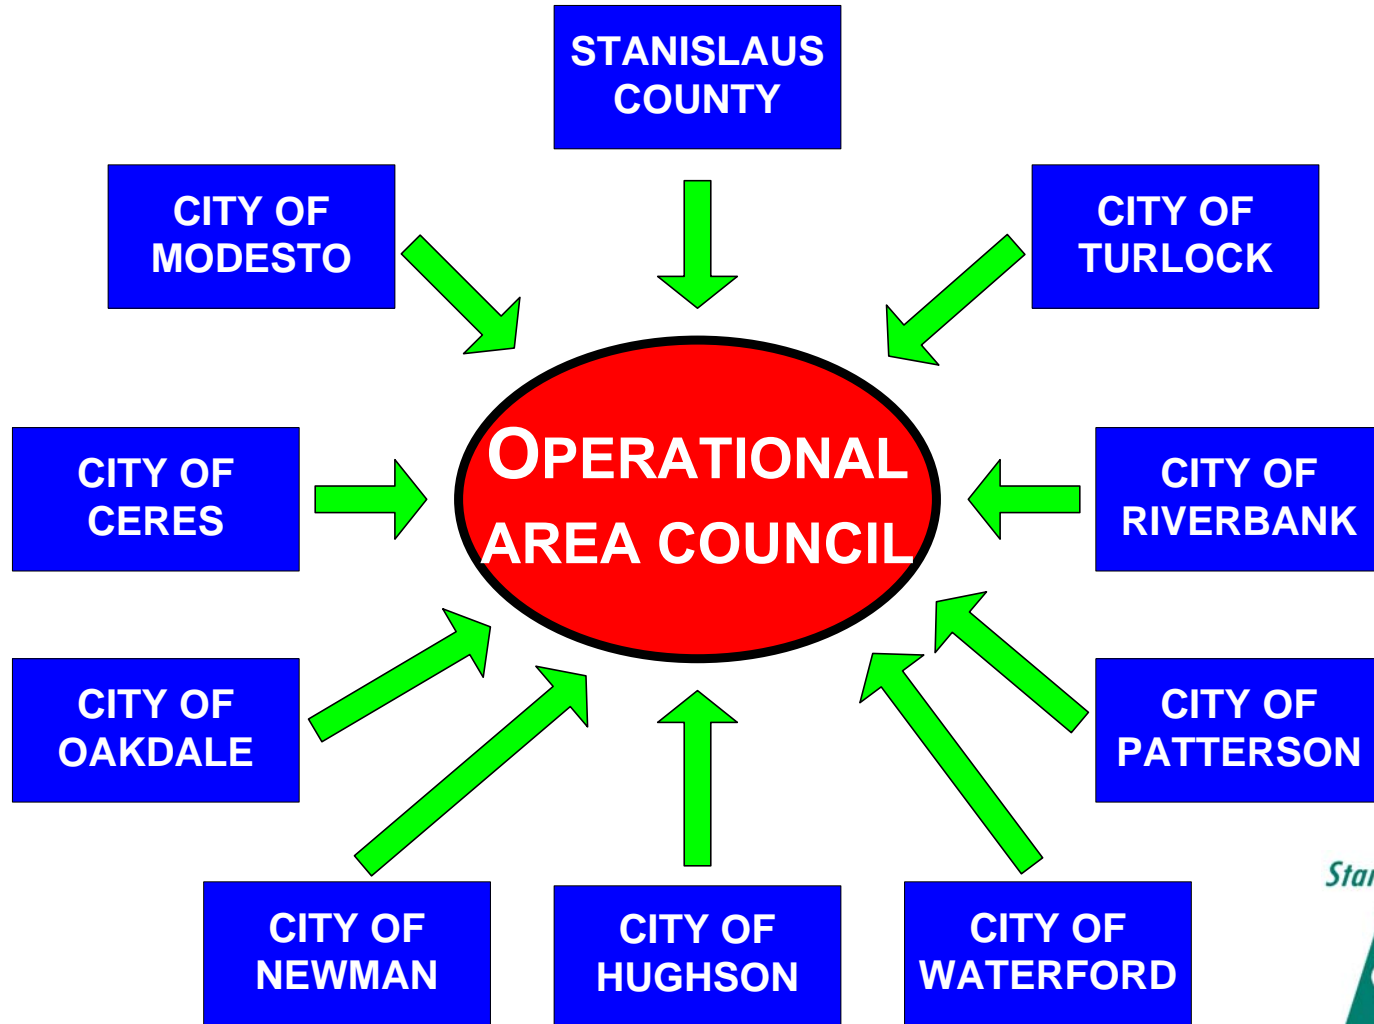 STANISLAUS
COUNTY
CITY OF
MODESTO
CITY OF
TURLOCK
OPERATIONAL
AREA COUNCIL
CITY OF
CERES
CITY OF
RIVERBANK
CITY OF
OAKDALE
CITY OF
PATTERSON
CITY OF
NEWMAN
CITY OF
HUGHSON
CITY OF
WATERFORD